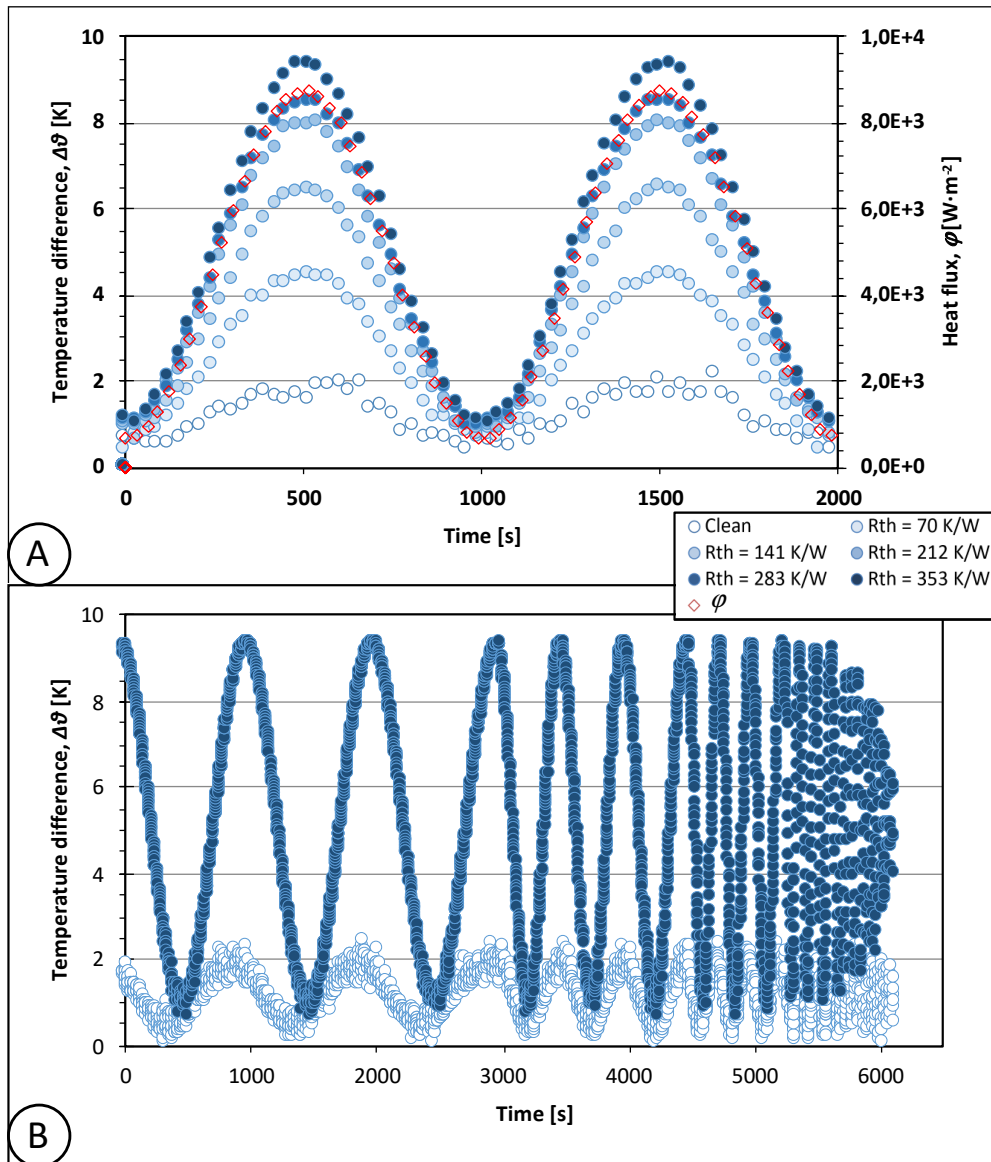 Temperature difference, Δϑ [K]
10
8
6
4
2
0
1,0E+4
8,0E+3
6,0E+3
4,0E+3
2,0E+3
0,0E+0
Heat flux, φ[W·m-2]
0
500
1000
1500
2000
Time [s]
A
Clean
Rth = 70 K/W
Rth = 141 K/W
Rth = 212 K/W
Rth = 283 K/W
Rth = 353 K/W
φ
Temperature difference, Δϑ [K]
10
8
6
4
2
0
0
1000
2000
3000
4000
5000
6000
Time [s]
B